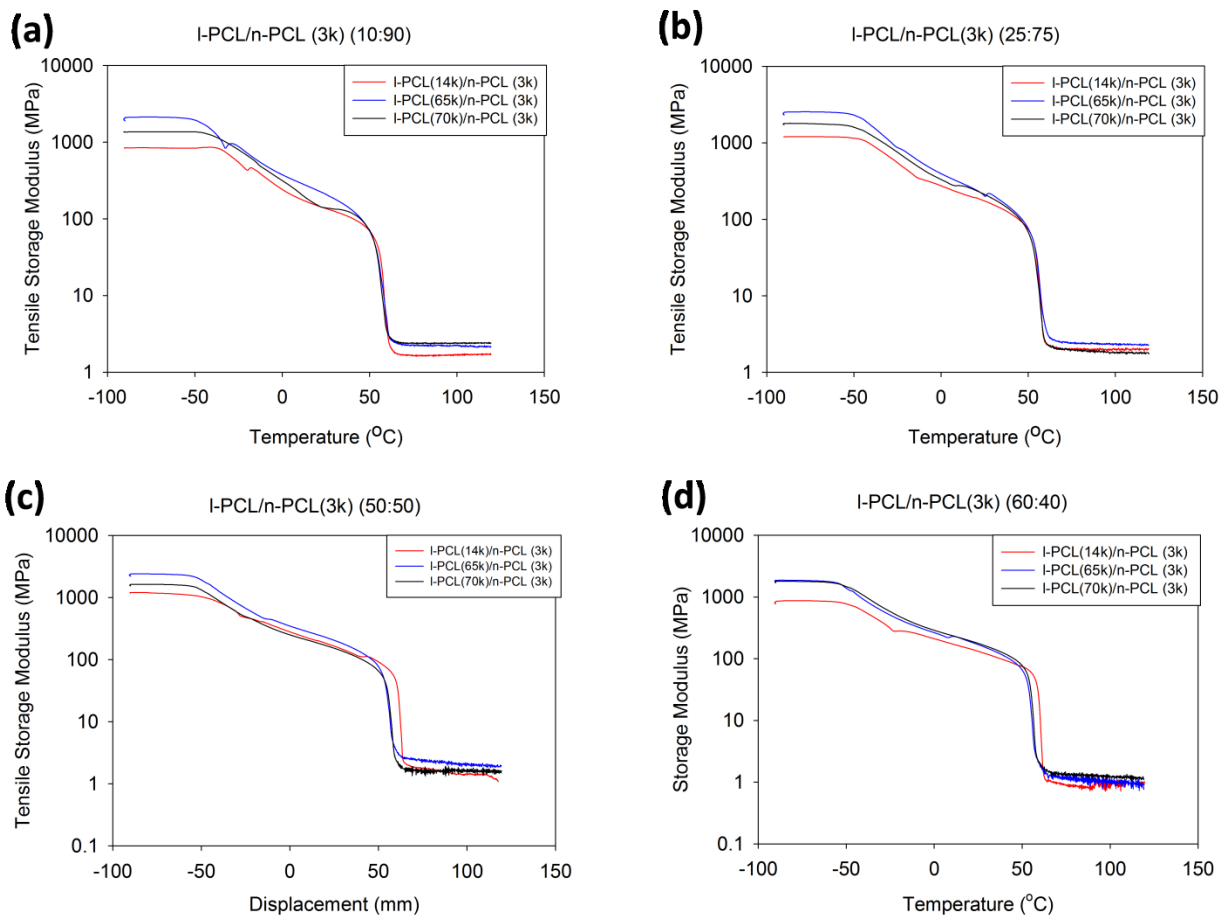 (a)
l-PCL/n-PCL (3k) (10:90)
10000
1000
100
10
1
Tensile Storage Modulus (MPa)
l-PCL(14k)/n-PCL (3k)
l-PCL(65k)/n-PCL (3k)
l-PCL(70k)/n-PCL (3k)
-100 -50 0 50 100 150
Temperature (ᴼC)
(b)
l-PCL/n-PCL(3k) (25:75)
10000
1000
100
10
1
Tensile Storage Modulus (MPa)
l-PCL(14k)/n-PCL (3k)
l-PCL(65k)/n-PCL (3k)
l-PCL(70k)/n-PCL (3k)
-100 -50 0 50 100 150
Temperature (ᴼC)
(c)
l-PCL/n-PCL(3k) (50:50)
10000
1000
100
10
1
0.1
Tensile Storage Modulus (MPa)
l-PCL(14k)/n-PCL (3k)
l-PCL(65k)/n-PCL (3k)
l-PCL(70k)/n-PCL (3k)
-100 -50 0 50 100 150
Displacement (mm)
(d)
l-PCL/n-PCL(3k) (60:40)
10000
1000
100
10
1
0.1
Storage Modulus (MPa)
l-PCL(14k)/n-PCL (3k)
l-PCL(65k)/n-PCL (3k)
l-PCL(70k)/n-PCL (3k)
-100 -50 0 50 100 150
Temperature (°C)